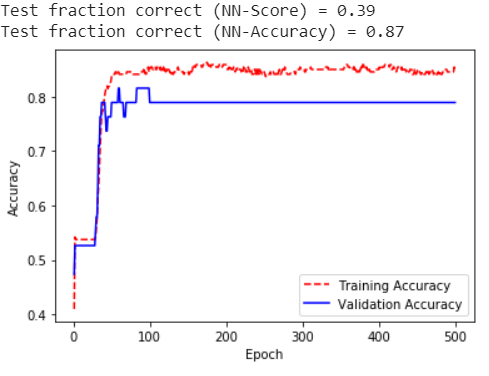 Test fraction correct (NN-Score) = 0.39
Test fraction correct (NN-Accuracy) = 0.87
0.8
0.7
0.6
0.5
0.4
Accuracy
Training Accuracy
Validation Accuracy
0
100
200
300
400
500
Epoch